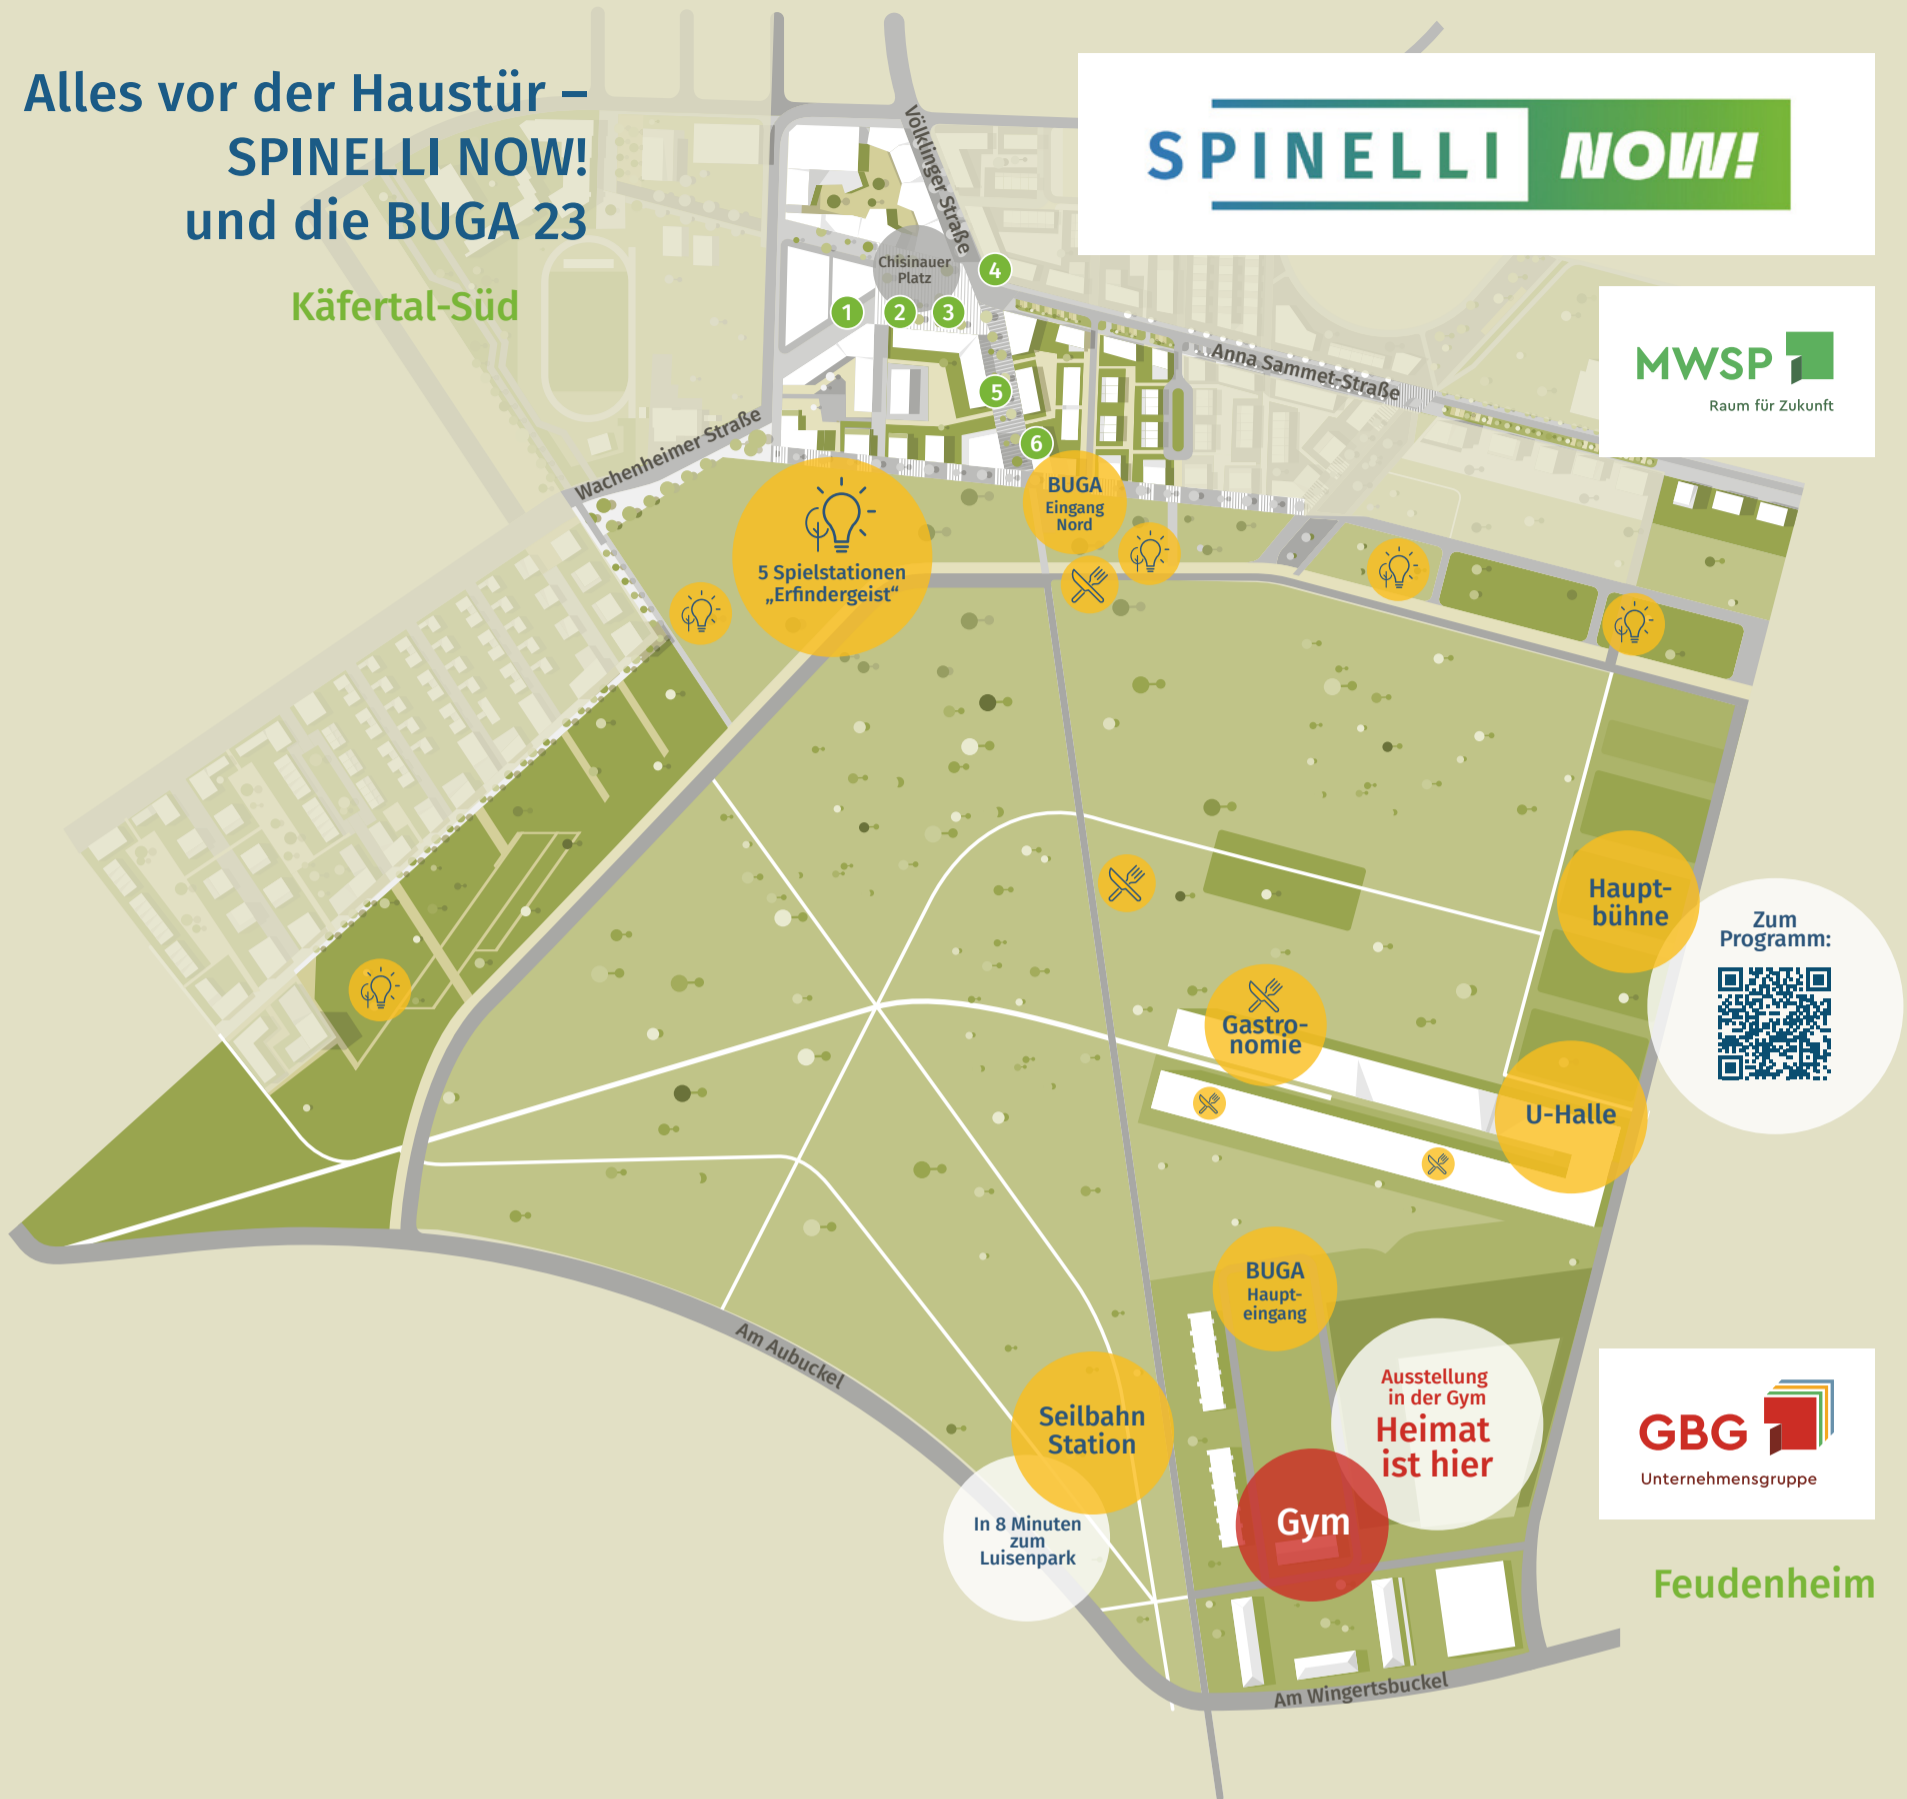 Alles vor der Haustür –
SPINELLI NOW!
und die BUGA 23
Käfertal-Süd
SPINELLI NOW!
MWSP
Raum für Zukunft
Völklinger Straße
Chisinauer
Platz
1
2
3
4
5
6
Anna Sammet-Straße
Wachenheimer Straße
BUGA
Eingang
Nord
5 Spielstationen
„Erfindergeist“
Haupt-
bühne
Zum
Programm:
Gastro-
nomie
U-Halle
BUGA
Haupt-
eingang
Am Aubuckel
Seilbahn
Station
In 8 Minuten
zum
Luisenpark
Ausstellung
in der Gym
Heimat
ist hier
Gym
GBG
Unternehmensgruppe
Feudenheim
Am Wingertsbuckel